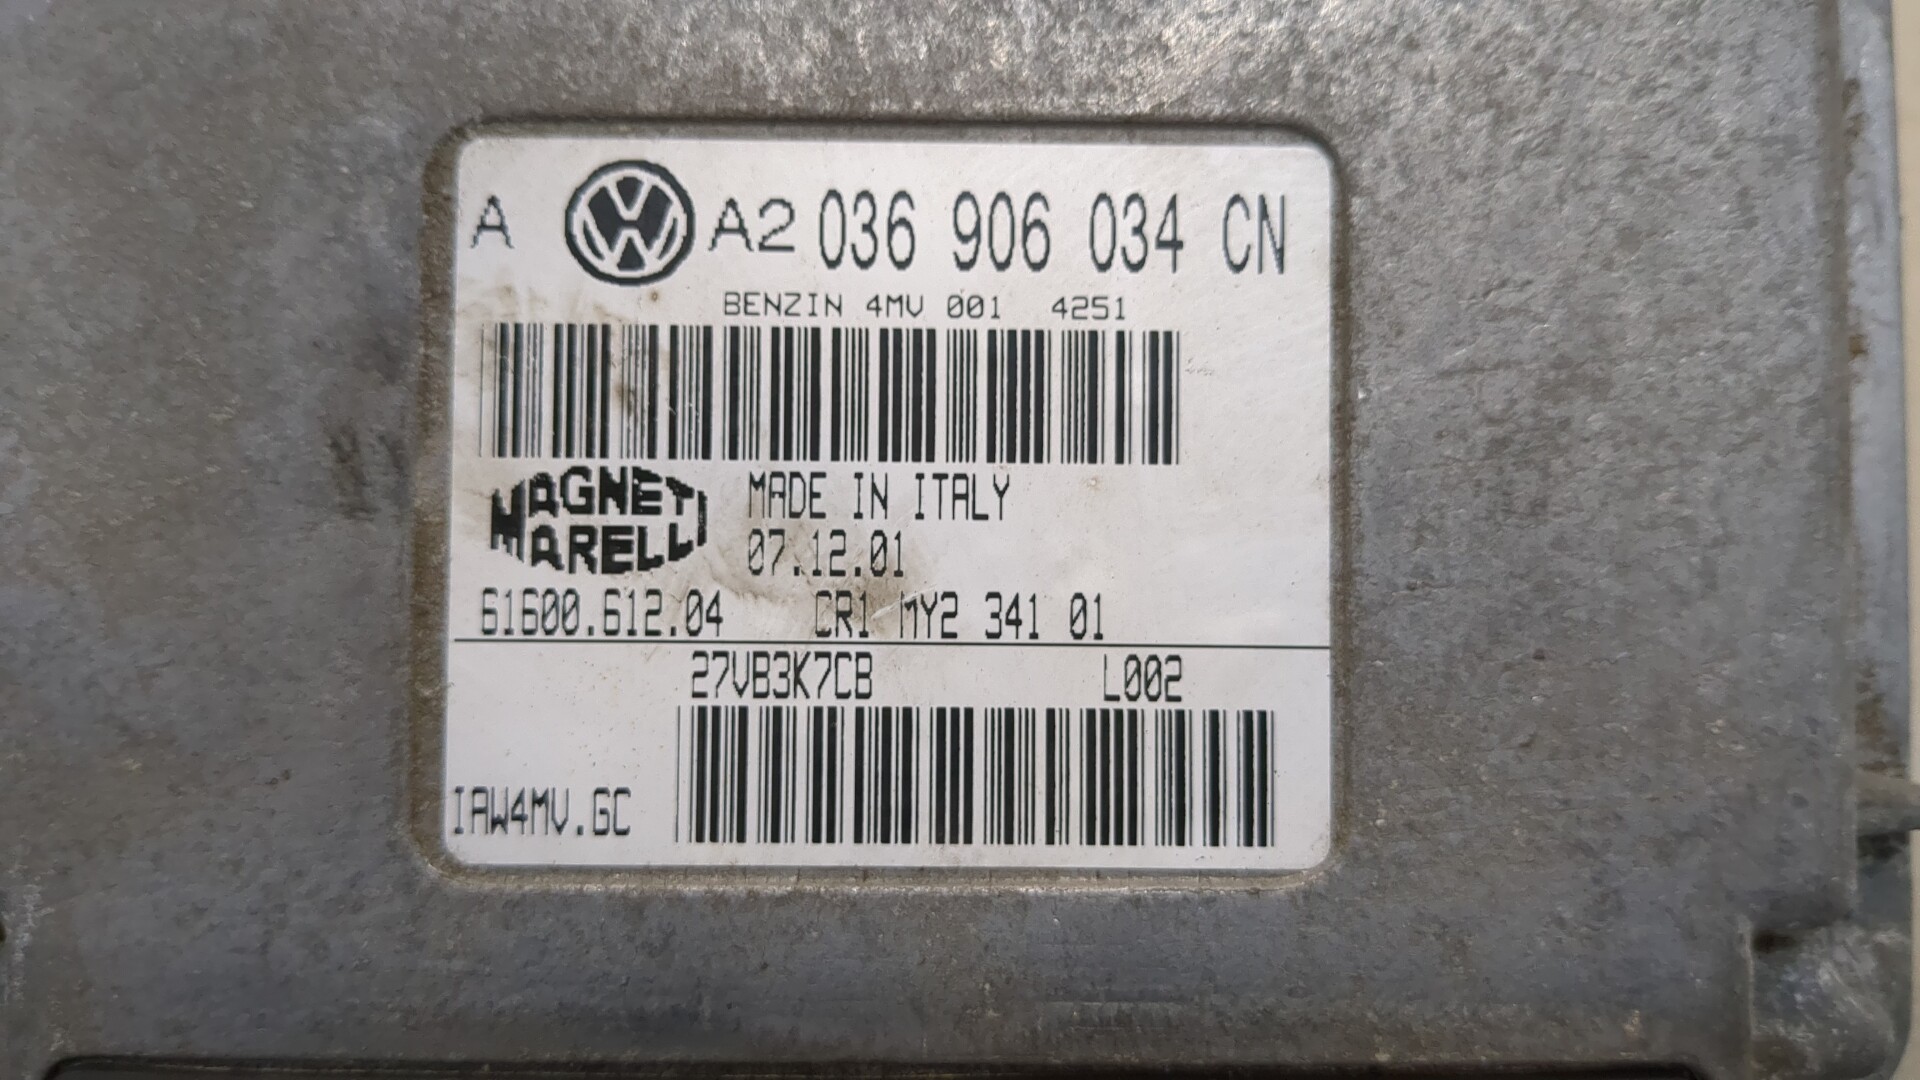 A VW A2 036 906 034 CN
BENZIN 4MV 001 4251
MAGNETI MARELLI
MADE IN ITALY
07.12.01
61600.612.04 CR1 MY2 341 01
27VB3K7CB L002
IAW4MV.GC